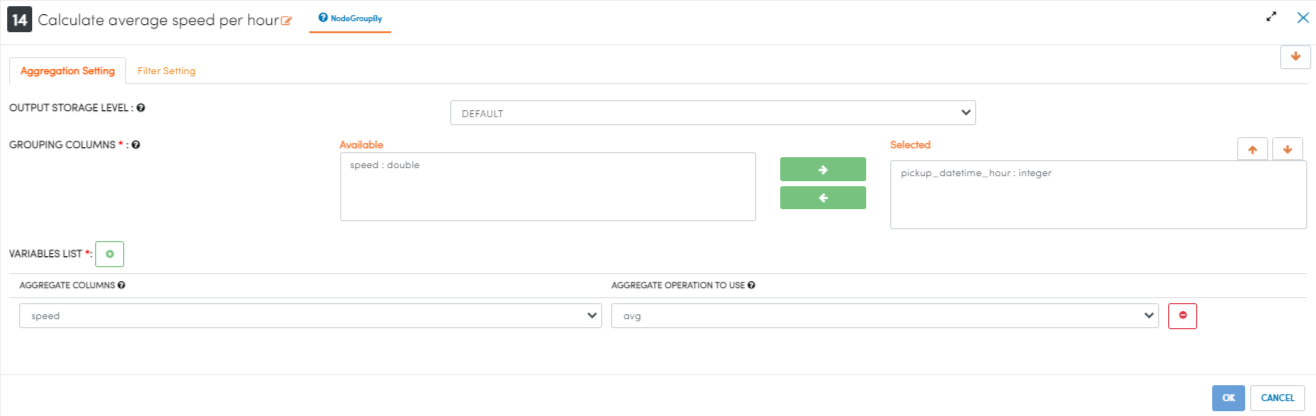 14 Calculate average speed per hour NodeGroupBy
Aggregation Setting Filter Setting
OUTPUT STORAGE LEVEL : DEFAULT
GROUPING COLUMNS * : Available Selected
speed : double pickup_datetime_hour : integer
VARIABLES LIST *:
AGGREGATE COLUMNS AGGREGATE OPERATION TO USE
speed avg
OK CANCEL